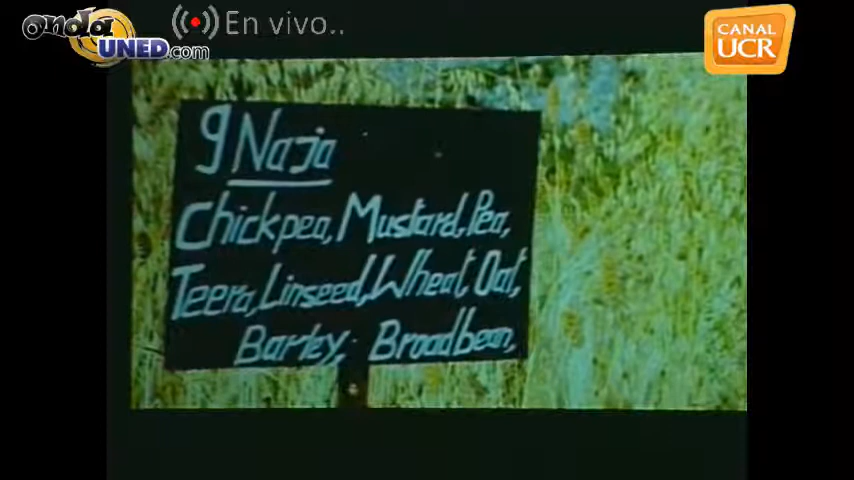 onda UNED.com
En vivo..
CANAL UCR
9 Naja
Chickpea, Mustard, Pea,
Teera, Linseed, Wheat Oat,
Barley, Broadbean,